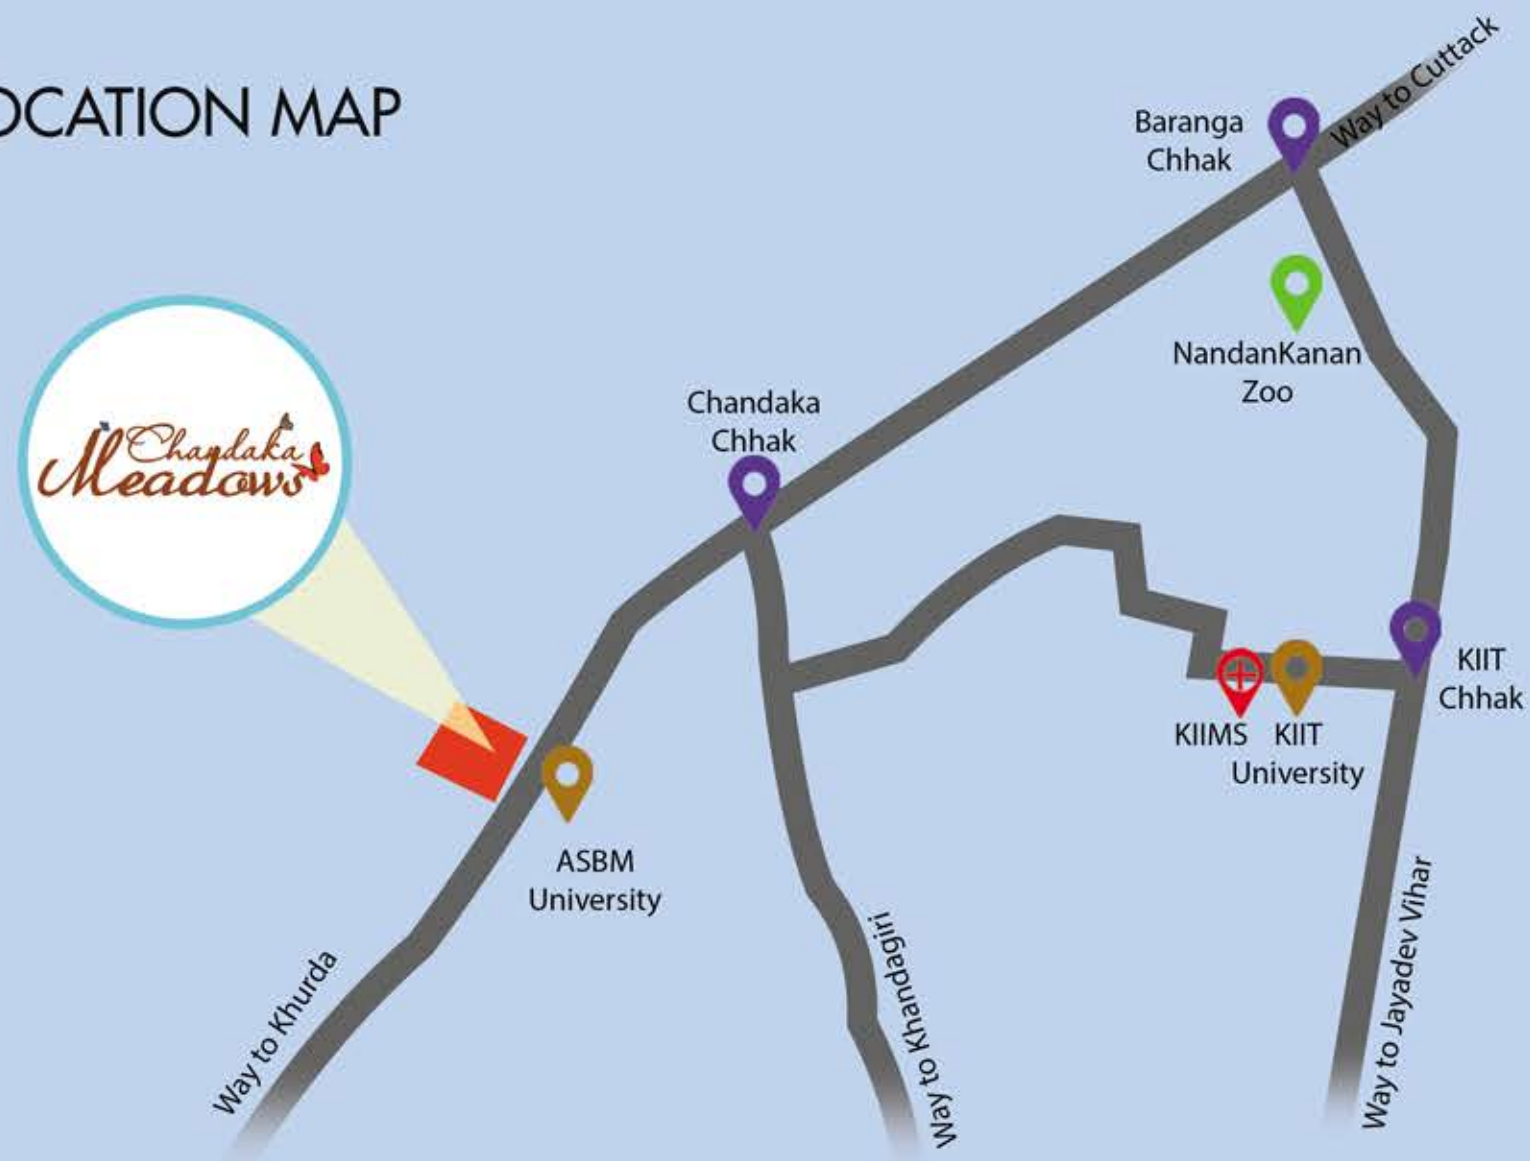 OCATION MAP
Way to Cuttack
Baranga
Chhak
NandanKanan
Zoo
Chandaka
Chhak
Chandaka
Meadows
KIIT
Chhak
KIIMS KIIT
University
ASBM
University
Way to Khurda
Way to Khandagiri
Way to Jayadev Vihar